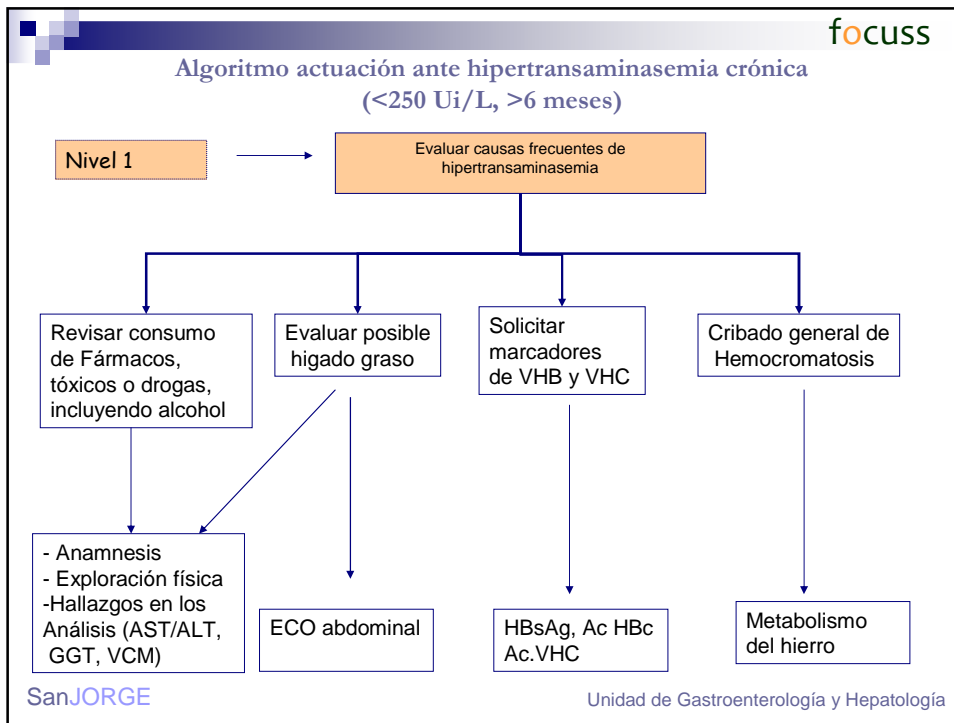 focuss
Algoritmo actuación ante hipertransaminasemia crónica
(<250 Ui/L, >6 meses)
Nivel 1
Evaluar causas frecuentes de
hipertransaminasemia
Revisar consumo
de Fármacos,
tóxicos o drogas,
incluyendo alcohol
Evaluar posible
higado graso
Solicitar
marcadores
de VHB y VHC
Cribado general de
Hemocromatosis
- Anamnesis
- Exploración física
-Hallazgos en los
Análisis (AST/ALT,
GGT, VCM)
ECO abdominal
HBsAg, Ac HBc
Ac.VHC
Metabolismo
del hierro
SanJORGE
Unidad de Gastroenterología y Hepatología